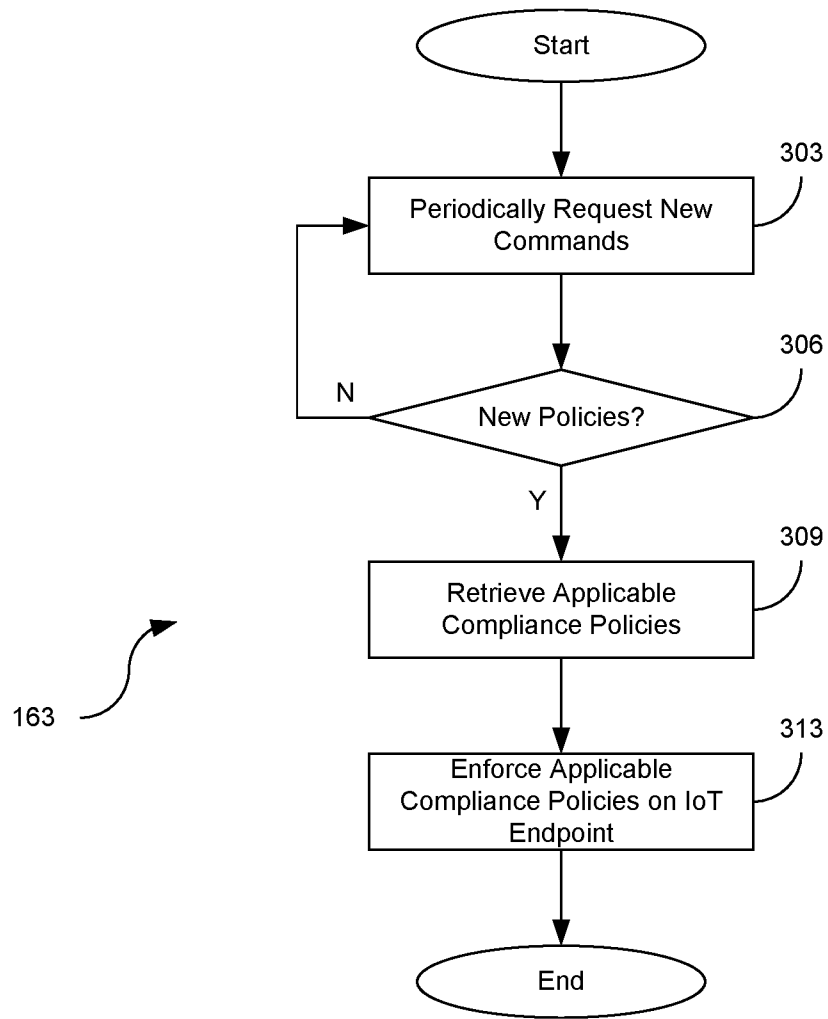 Start
303
Periodically Request New
Commands
306
New Policies?
N
Y
309
Retrieve Applicable
Compliance Policies
163
313
Enforce Applicable
Compliance Policies on IoT
Endpoint
End